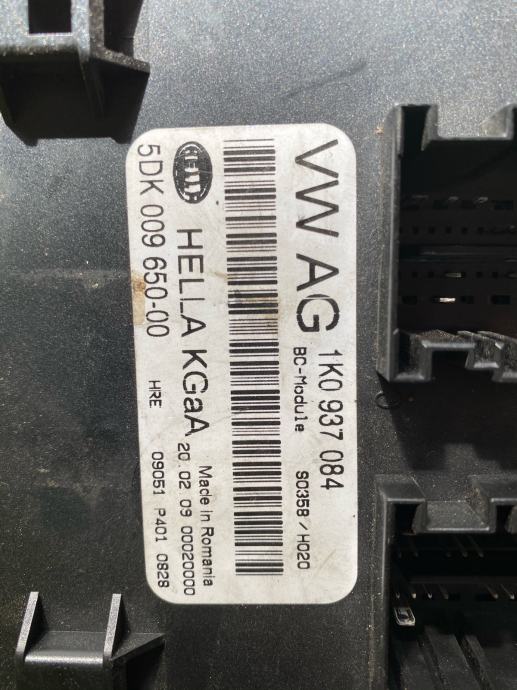 VW AG 1K0 937 084
BC-Module S0358 / H020
HELLA
HELLA KGaA Made in Romania
20.02.09 00020000
5DK 009 650-00 HRE 09051 P401 0828